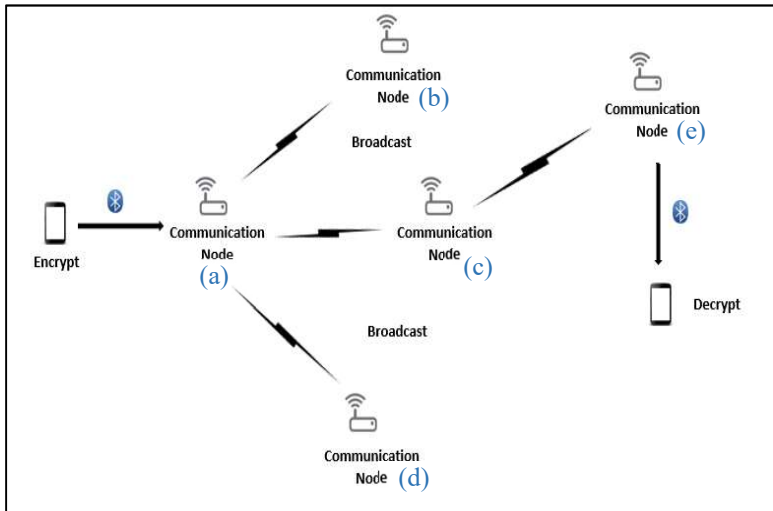 Communication
Node (b)
Communication
Node (e)
Broadcast
Encrypt
Communication
Node
(a)
Communication
Node (c)
Broadcast
Decrypt
Communication
Node (d)